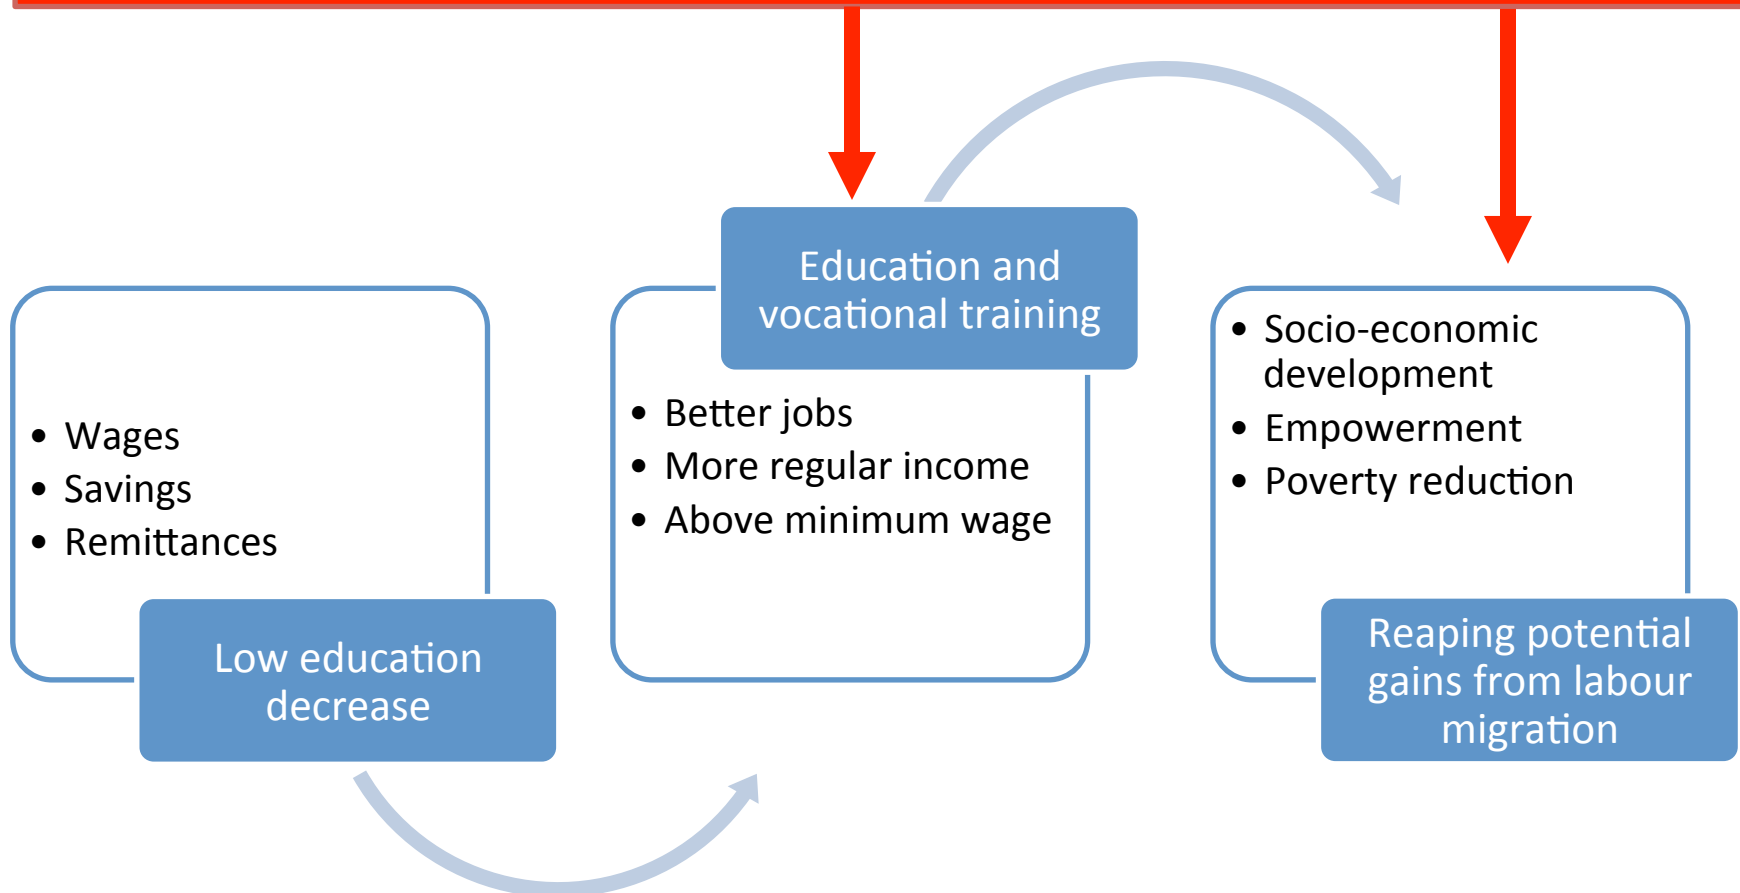 • Wages
• Savings
• Remittances
Low education
decrease
Education and
vocational training
• Better jobs
• More regular income
• Above minimum wage
• Socio-economic
development
• Empowerment
• Poverty reduction
Reaping potential
gains from labour
migration